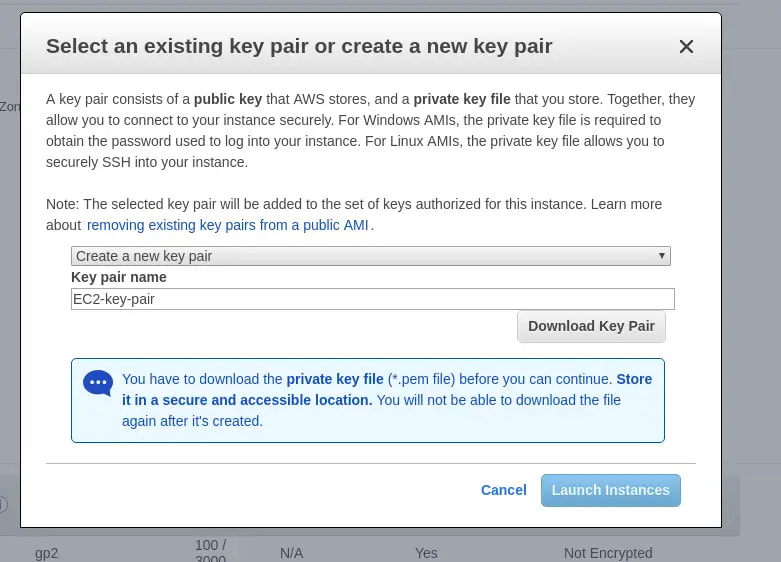 Select an existing key pair or create a new key pair
Zon
A key pair consists of a public key that AWS stores, and a private key file that you store. Together, they
allow you to connect to your instance securely. For Windows AMIs, the private key file is required to
obtain the password used to log into your instance. For Linux AMIs, the private key file allows you to
securely SSH into your instance.
Note: The selected key pair will be added to the set of keys authorized for this instance. Learn more
about removing existing key pairs from a public AMI.
Create a new key pair
Key pair name
EC2-key-pair
Download Key Pair
You have to download the private key file (*.pem file) before you can continue. Store
it in a secure and accessible location. You will not be able to download the file
again after it's created.
Cancel Launch Instances
gp2 100 / N/A Yes Not Encrypted
3000